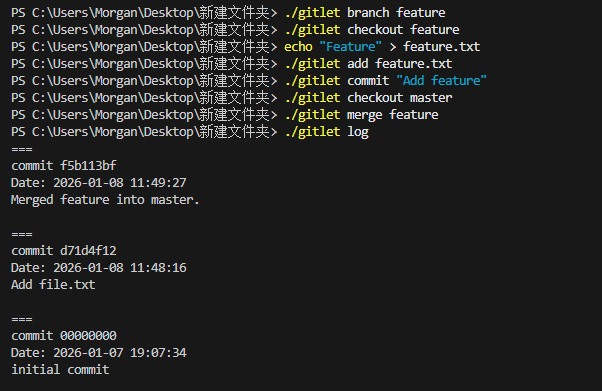 PS C:\Users\Morgan\Desktop\新建文件夹> ./gitlet branch feature
PS C:\Users\Morgan\Desktop\新建文件夹> ./gitlet checkout feature
PS C:\Users\Morgan\Desktop\新建文件夹> echo "Feature" > feature.txt
PS C:\Users\Morgan\Desktop\新建文件夹> ./gitlet add feature.txt
PS C:\Users\Morgan\Desktop\新建文件夹> ./gitlet commit "Add feature"
PS C:\Users\Morgan\Desktop\新建文件夹> ./gitlet checkout master
PS C:\Users\Morgan\Desktop\新建文件夹> ./gitlet merge feature
PS C:\Users\Morgan\Desktop\新建文件夹> ./gitlet log
===
commit f5b113bf
Date: 2026-01-08 11:49:27
Merged feature into master.
===
commit d71d4f12
Date: 2026-01-08 11:48:16
Add file.txt
===
commit 00000000
Date: 2026-01-07 19:07:34
initial commit